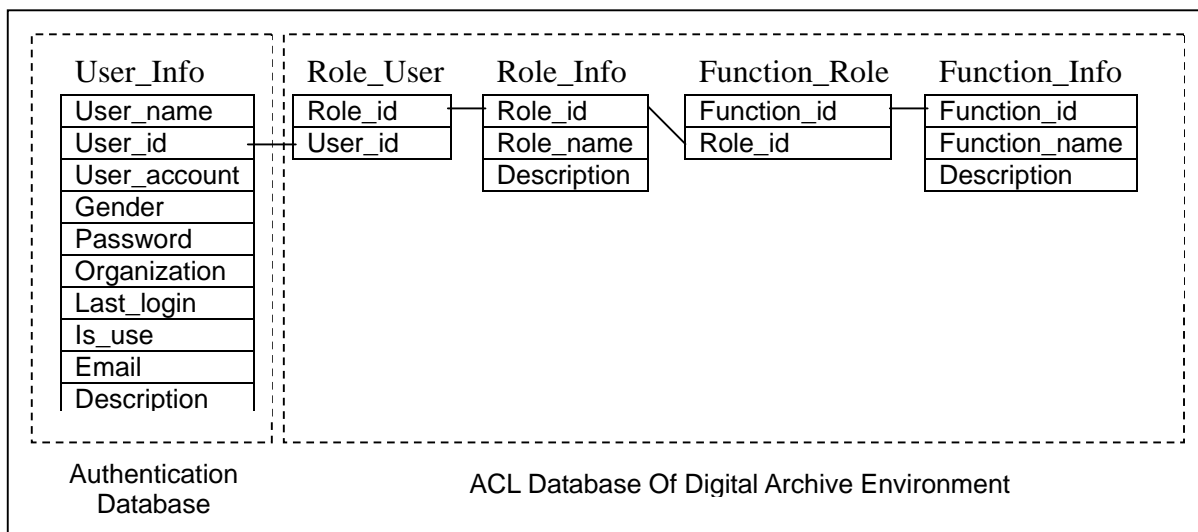 User_Info
User_name
User_id
User_account
Gender
Password
Organization
Last_login
Is_use
Email
Description
Role_User
Role_id
User_id
Role_Info
Role_id
Role_name
Description
Function_Role
Function_id
Role_id
Function_Info
Function_id
Function_name
Description
Authentication
Database
ACL Database Of Digital Archive Environment